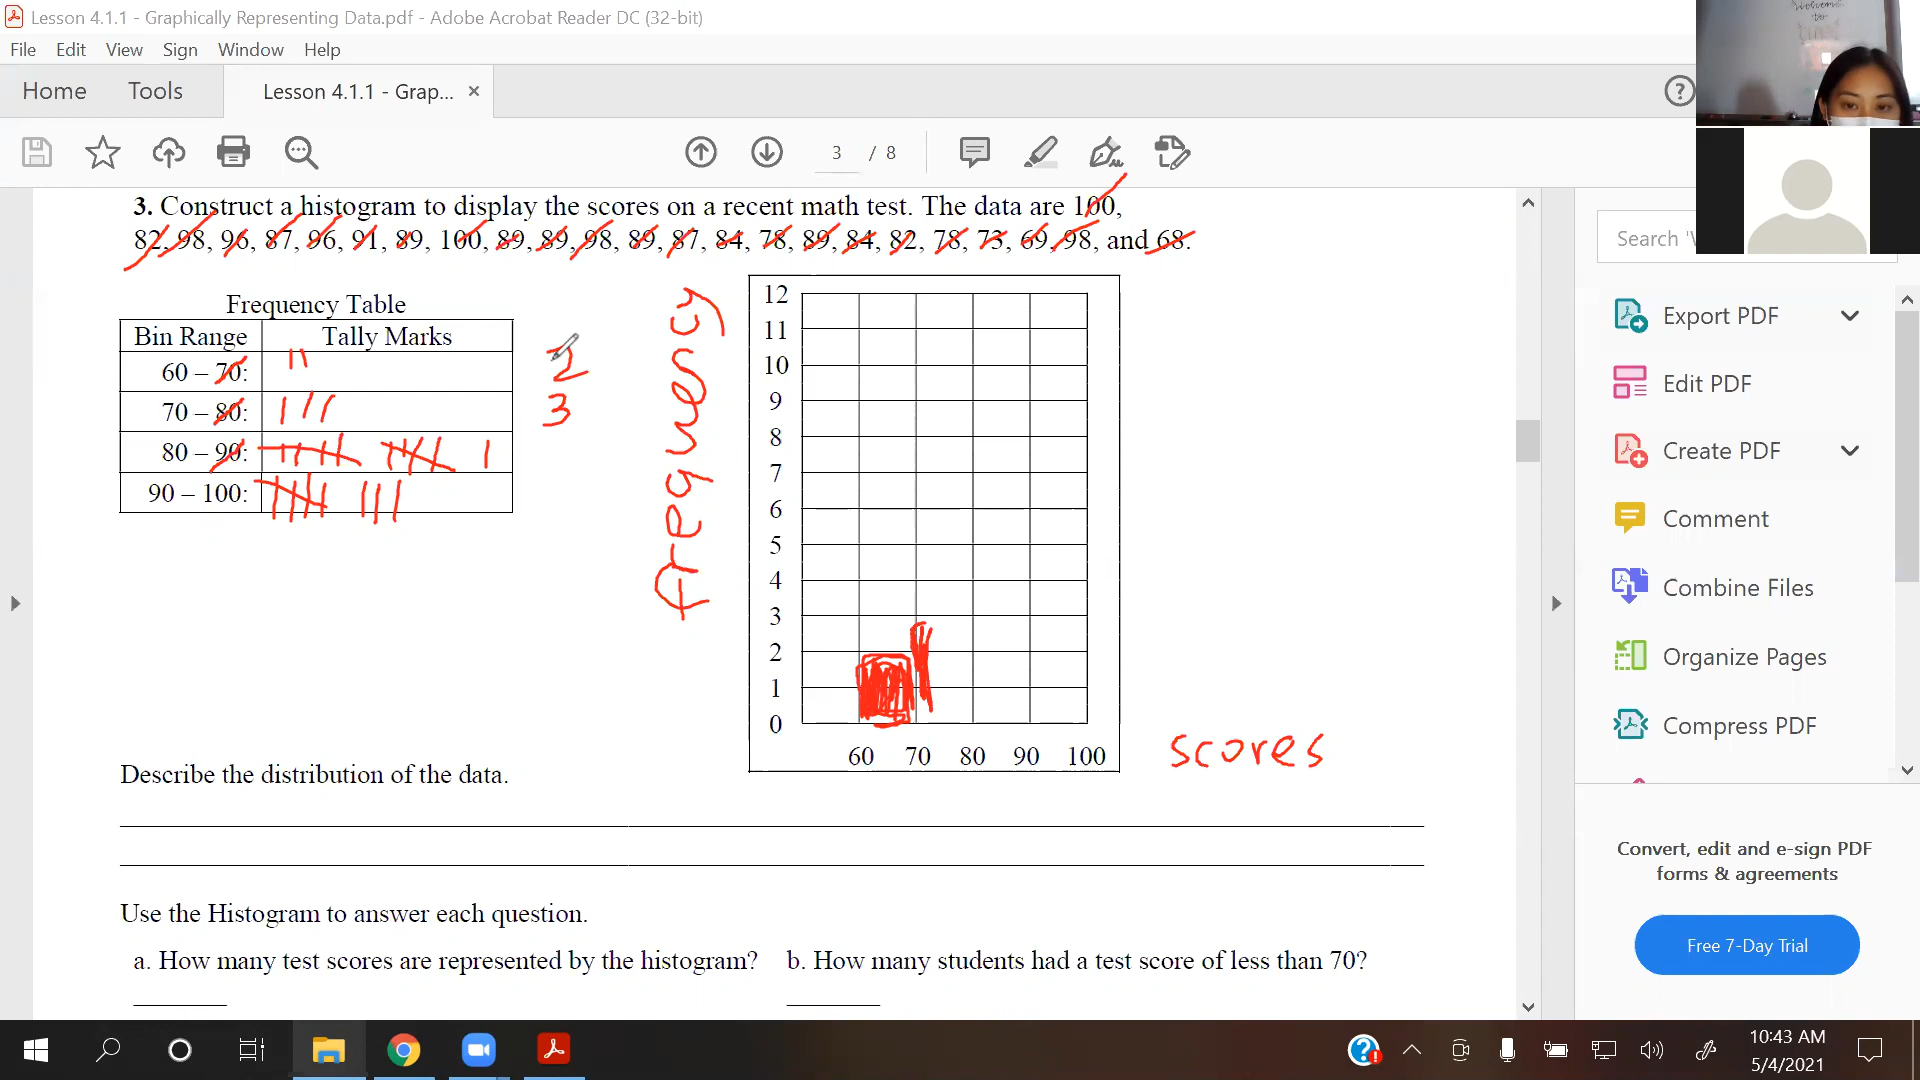 Lesson 4.1.1 - Graphically Representing Data.pdf - Adobe Acrobat Reader DC (32-bit)
File Edit View Sign Window Help
Home Tools Lesson 4.1.1 - Grap... ×
3 / 8
3. Construct a histogram to display the scores on a recent math test. The data are 100,
82, 98, 96, 87, 96, 91, 89, 100, 89, 89, 98, 89, 87, 84, 78, 89, 84, 82, 78, 73, 69, 98, and 68.
Frequency Table
Bin Range Tally Marks
60 – 70: 2
70 – 80: 3
80 – 90:
90 – 100:
frequency
12
11
10
9
8
7
6
5
4
3
2
1
0
60 70 80 90 100
scores
Describe the distribution of the data.
Use the Histogram to answer each question.
a. How many test scores are represented by the histogram? b. How many students had a test score of less than 70?
Export PDF
Edit PDF
Create PDF
Comment
Combine Files
Organize Pages
Compress PDF
Convert, edit and e-sign PDF
forms & agreements
Free 7-Day Trial
10:43 AM
5/4/2021